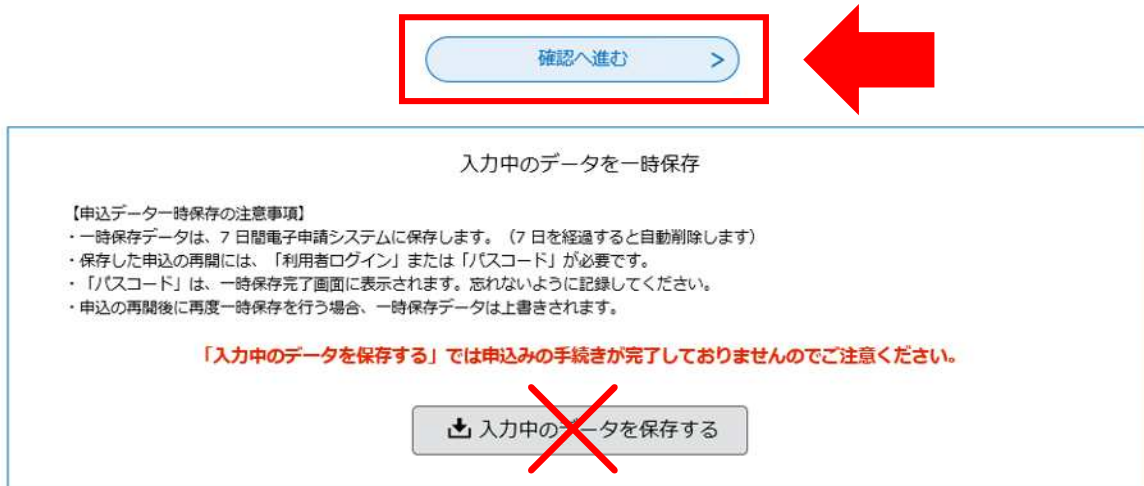 確認へ進む >
入力中のデータを一時保存
【申込データ一時保存の注意事項】
・一時保存データは、7 日間電子申請システムに保存します。（7 日を経過すると自動削除します）
・保存した申込の再開には、「利用者ログイン」または「パスコード」が必要です。
・「パスコード」は、一時保存完了画面に表示されます。忘れないように記録してください。
・申込の再開後に再度一時保存を行う場合、一時保存データは上書きされます。
「入力中のデータを保存する」では申込みの手続きが完了しておりませんのでご注意ください。
入力中のデータを保存する